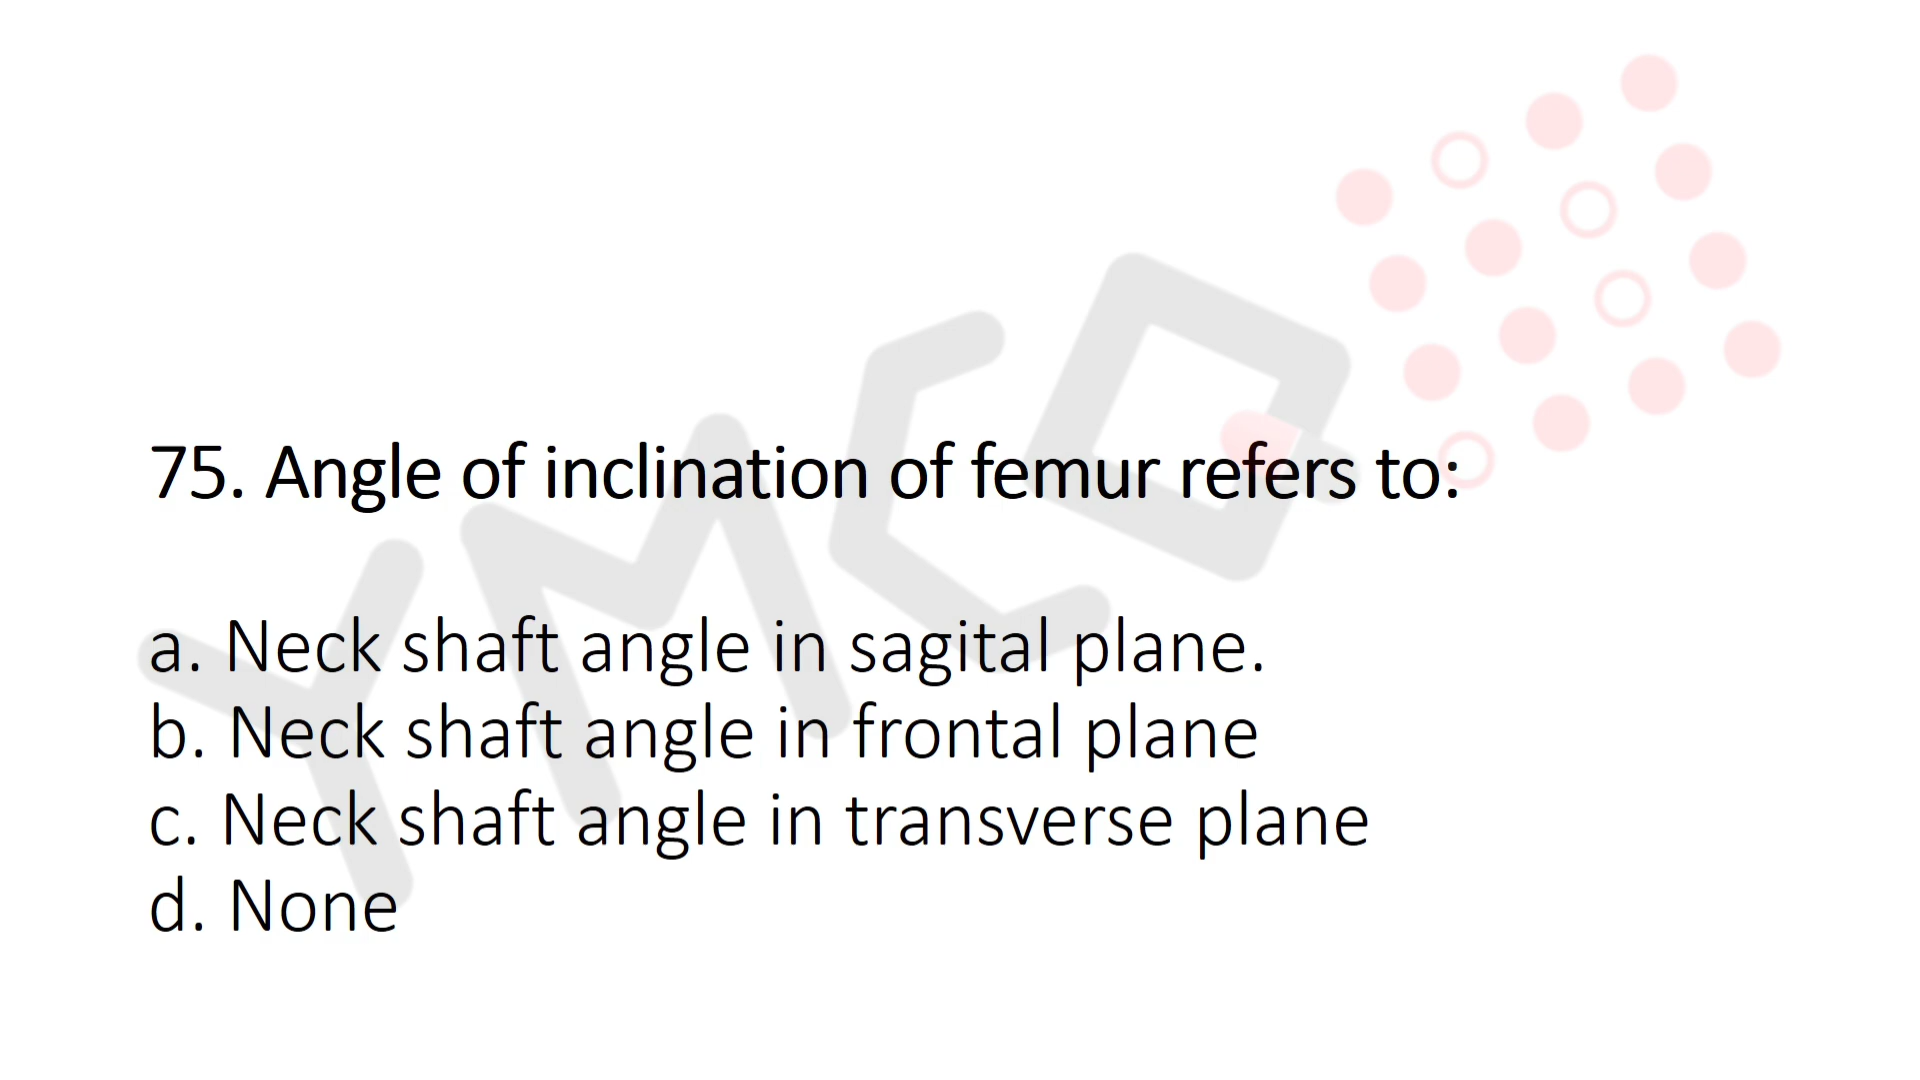 75. Angle of inclination of femur refers to:
a. Neck shaft angle in sagital plane.
b. Neck shaft angle in frontal plane
c. Neck shaft angle in transverse plane
d. None
YMCQ